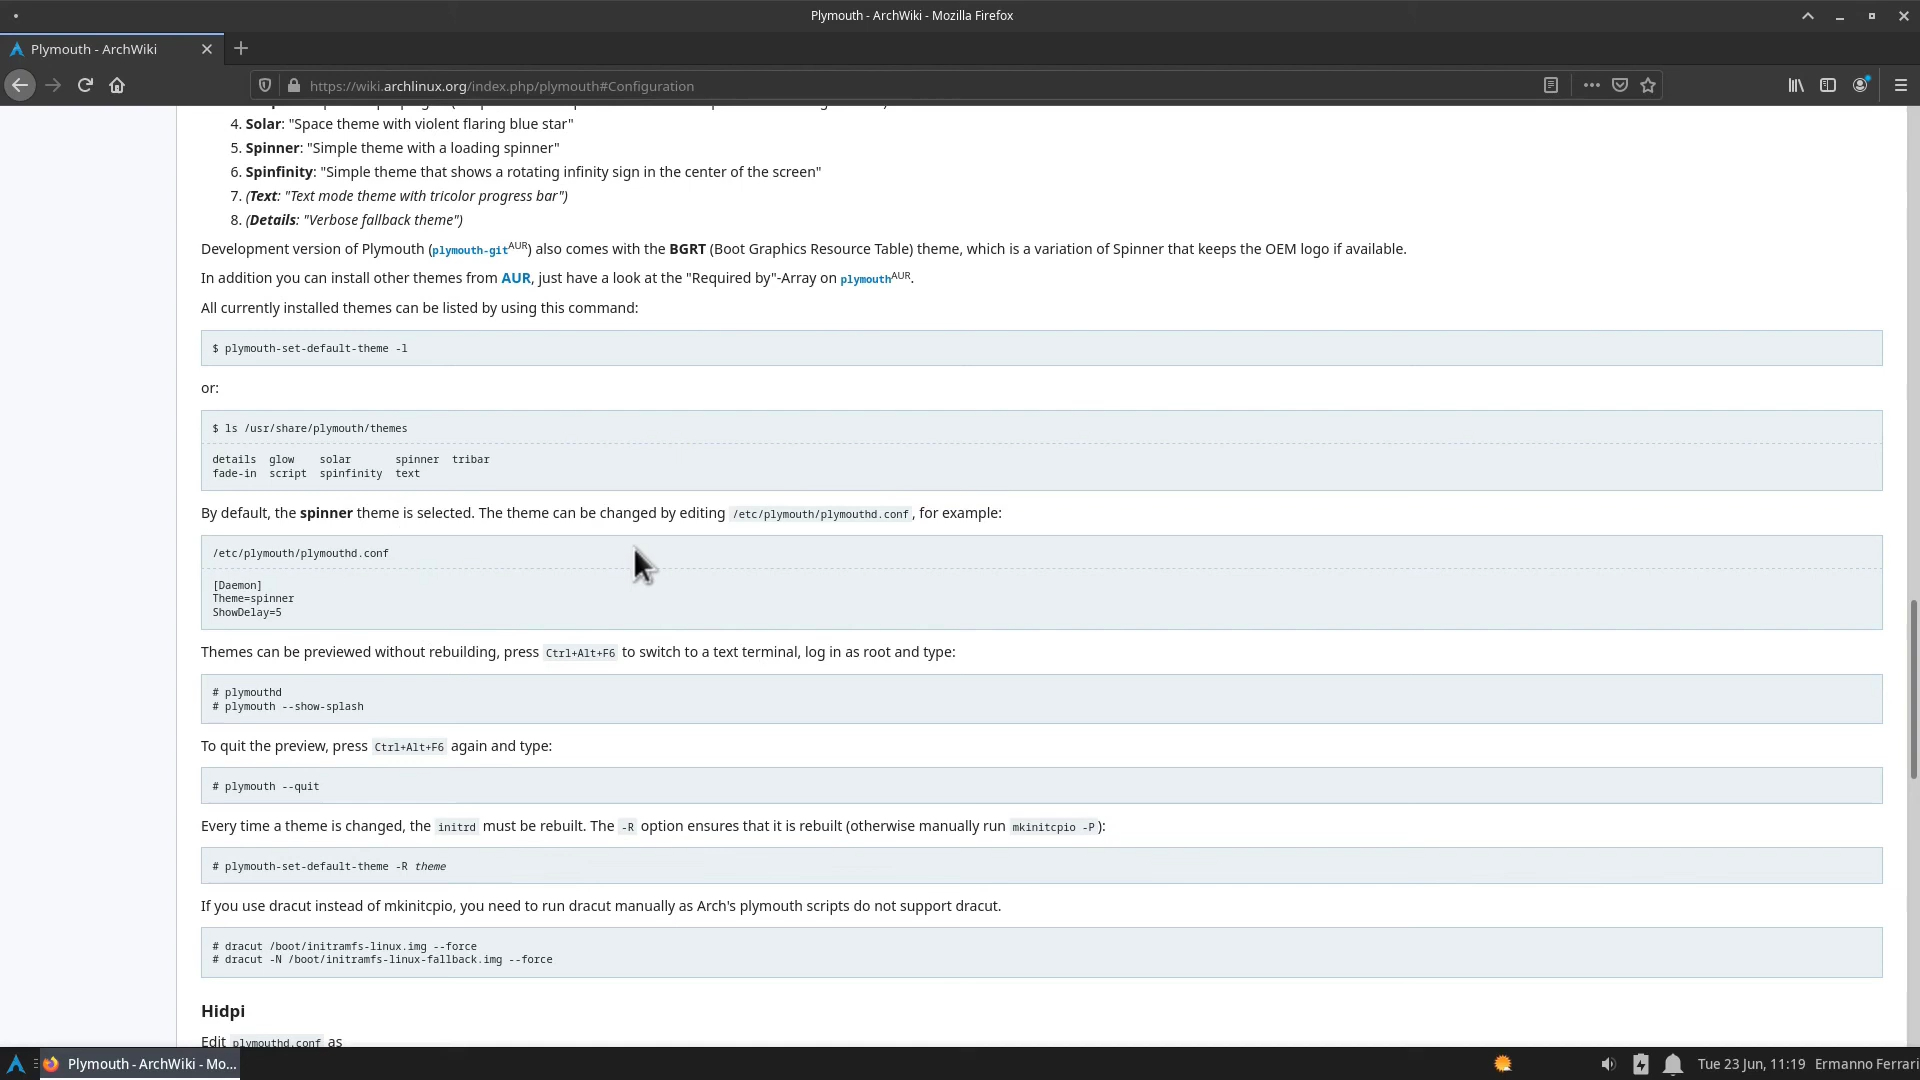 Plymouth - ArchWiki - Mozilla Firefox
Plymouth - ArchWiki
https://wiki.archlinux.org/index.php/plymouth#Configuration
4. Solar: "Space theme with violent flaring blue star"
5. Spinner: "Simple theme with a loading spinner"
6. Spinfinity: "Simple theme that shows a rotating infinity sign in the center of the screen"
7. (Text: "Text mode theme with tricolor progress bar")
8. (Details: "Verbose fallback theme")
Development version of Plymouth (plymouth-gitAUR) also comes with the BGRT (Boot Graphics Resource Table) theme, which is a variation of Spinner that keeps the OEM logo if available.
In addition you can install other themes from AUR, just have a look at the "Required by"-Array on plymouthAUR.
All currently installed themes can be listed by using this command:
$ plymouth-set-default-theme -l
or:
$ ls /usr/share/plymouth/themes
details  glow    solar       spinner  tribar
fade-in  script  spinfinity  text
By default, the spinner theme is selected. The theme can be changed by editing /etc/plymouth/plymouthd.conf, for example:
/etc/plymouth/plymouthd.conf
[Daemon]
Theme=spinner
ShowDelay=5
Themes can be previewed without rebuilding, press Ctrl+Alt+F6 to switch to a text terminal, log in as root and type:
# plymouthd
# plymouth --show-splash
To quit the preview, press Ctrl+Alt+F6 again and type:
# plymouth --quit
Every time a theme is changed, the initrd must be rebuilt. The -R option ensures that it is rebuilt (otherwise manually run mkinitcpio -P):
# plymouth-set-default-theme -R theme
If you use dracut instead of mkinitcpio, you need to run dracut manually as Arch's plymouth scripts do not support dracut.
# dracut /boot/initramfs-linux.img --force
# dracut -N /boot/initramfs-linux-fallback.img --force
Hidpi
Edit plymouthd.conf as
Plymouth - ArchWiki - Mo...
Tue 23 Jun, 11:19
Ermanno Ferrari